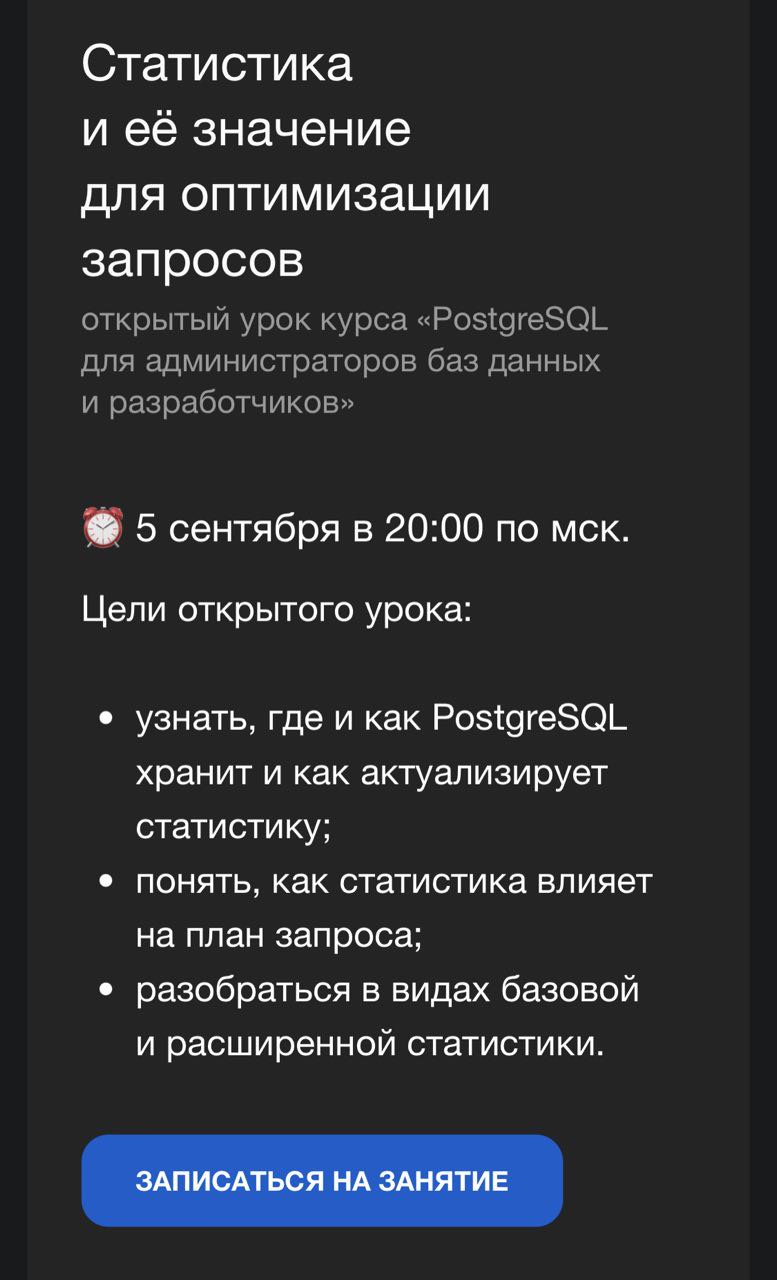 Статистика
и её значение
для оптимизации
запросов
открытый урок курса «PostgreSQL
для администраторов баз данных
и разработчиков»
⏰ 5 сентября в 20:00 по мск.
Цели открытого урока:
• узнать, где и как PostgreSQL
хранит и как актуализирует
статистику;
• понять, как статистика влияет
на план запроса;
• разобраться в видах базовой
и расширенной статистики.
ЗАПИСАТЬСЯ НА ЗАНЯТИЕ